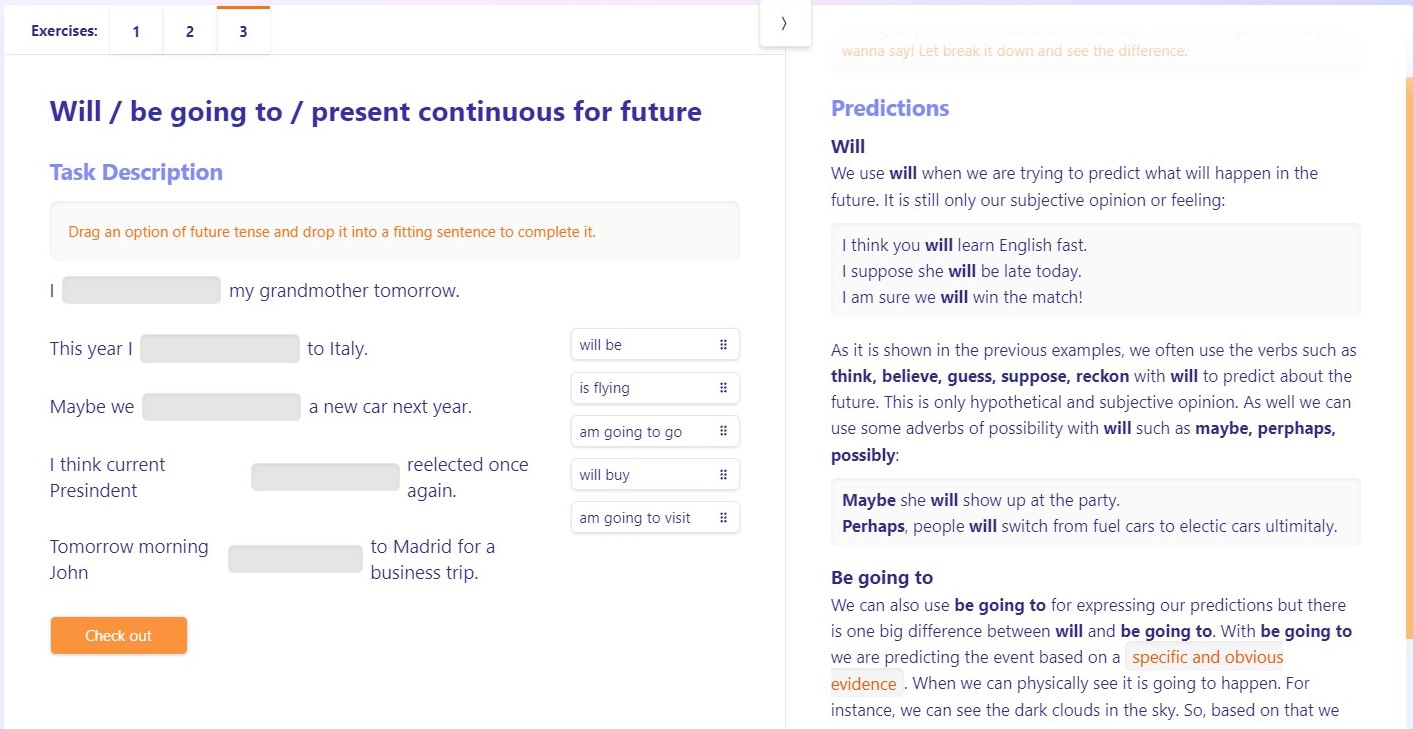 Exercises: 1 2 3
Will / be going to / present continuous for future
Task Description
Drag an option of future tense and drop it into a fitting sentence to complete it.
I my grandmother tomorrow.
This year I to Italy.
Maybe we a new car next year.
I think current
Presindent
reelected once
again.
Tomorrow morning
John
to Madrid for a
business trip.
will be
is flying
am going to go
will buy
am going to visit
Check out
wanna say! Let break it down and see the difference.
Predictions
Will
We use will when we are trying to predict what will happen in the
future. It is still only our subjective opinion or feeling:
I think you will learn English fast.
I suppose she will be late today.
I am sure we will win the match!
As it is shown in the previous examples, we often use the verbs such as
think, believe, guess, suppose, reckon with will to predict about the
future. This is only hypothetical and subjective opinion. As well we can
use some adverbs of possibility with will such as maybe, perphaps,
possibly:
Maybe she will show up at the party.
Perhaps, people will switch from fuel cars to electic cars ultimitaly.
Be going to
We can also use be going to for expressing our predictions but there
is one big difference between will and be going to. With be going to
we are predicting the event based on a specific and obvious
evidence . When we can physically see it is going to happen. For
instance, we can see the dark clouds in the sky. So, based on that we